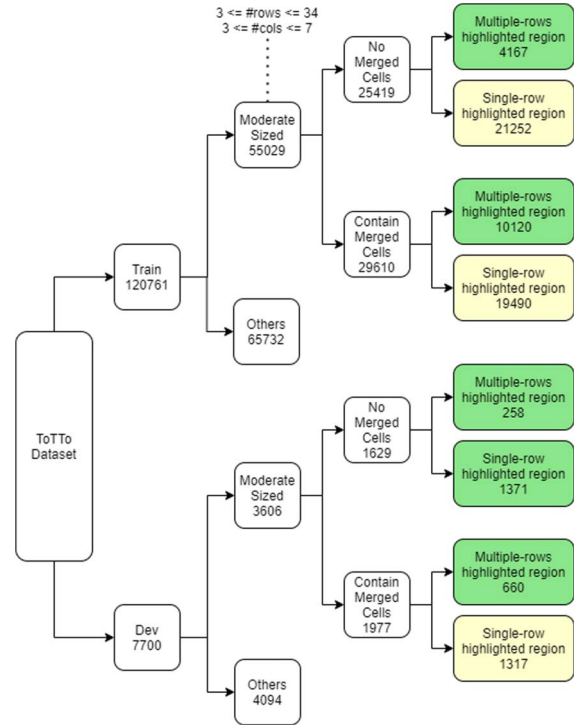 3 <= #rows <= 34
3 <= #cols <= 7
Multiple-rows
highlighted region
4167
No
Merged
Cells
25419
Single-row
highlighted region
21252
Moderate
Sized
55029
Multiple-rows
highlighted region
10120
Contain
Merged
Cells
29610
Single-row
highlighted region
19490
Train
120761
Others
65732
ToTTo
Dataset
Multiple-rows
highlighted region
258
No
Merged
Cells
1629
Single-row
highlighted region
1371
Moderate
Sized
3606
Multiple-rows
highlighted region
660
Contain
Merged
Cells
1977
Single-row
highlighted region
1317
Dev
7700
Others
4094